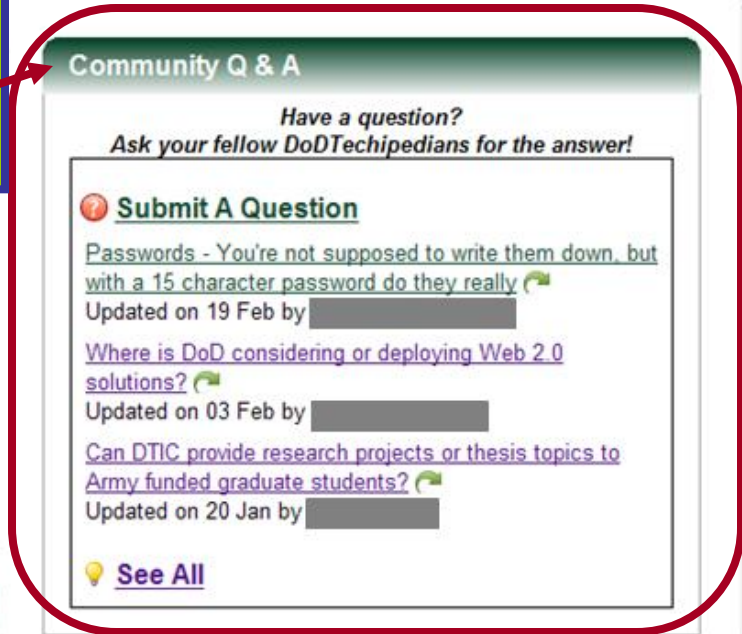 Community Q & A
Have a question?
Ask your fellow DoDTechipedians for the answer!
Submit A Question
Passwords - You're not supposed to write them down, but
with a 15 character password do they really
Updated on 19 Feb by
Where is DoD considering or deploying Web 2.0
solutions?
Updated on 03 Feb by
Can DTIC provide research projects or thesis topics to
Army funded graduate students?
Updated on 20 Jan by
See All